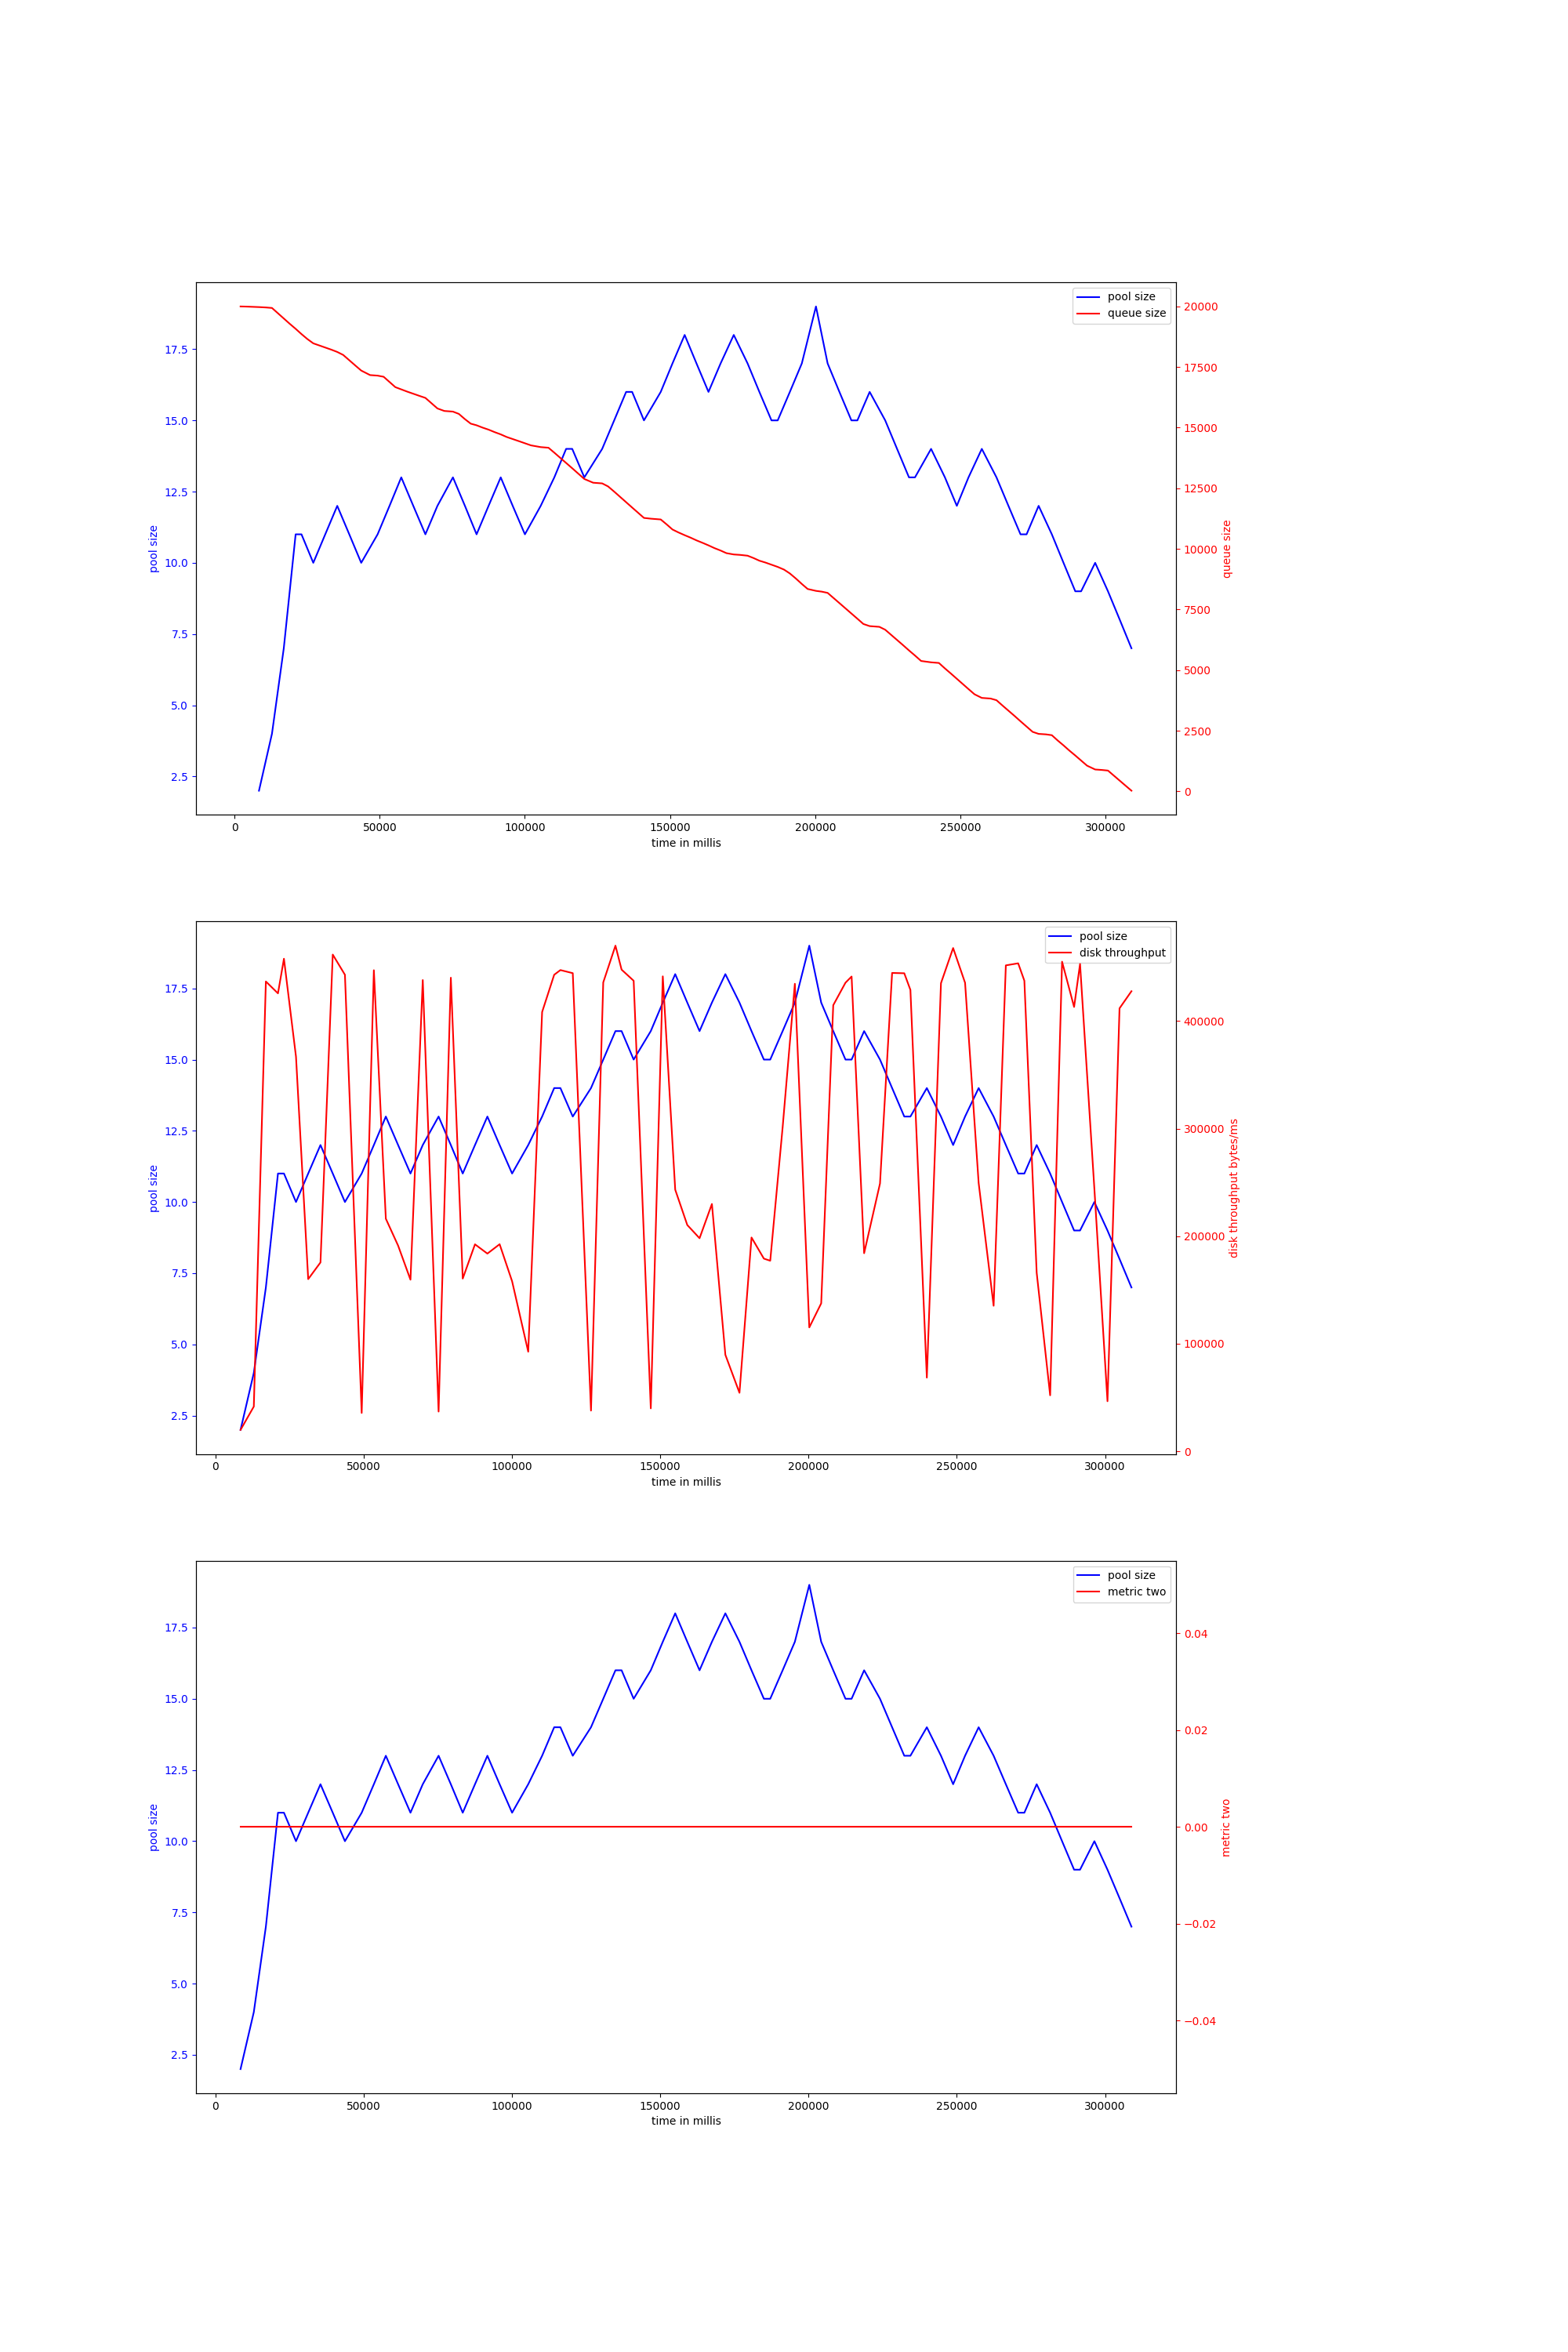 pool size
queue size
17.5
15.0
12.5
10.0
7.5
5.0
2.5
pool size
20000
17500
15000
12500
10000
7500
5000
2500
0
queue size
0 50000 100000 150000 200000 250000 300000
time in millis
pool size
disk throughput
17.5
15.0
12.5
10.0
7.5
5.0
2.5
pool size
400000
300000
200000
100000
0
disk throughput bytes/ms
0 50000 100000 150000 200000 250000 300000
time in millis
pool size
metric two
17.5
15.0
12.5
10.0
7.5
5.0
2.5
pool size
0.04
0.02
0.00
−0.02
−0.04
metric two
0 50000 100000 150000 200000 250000 300000
time in millis